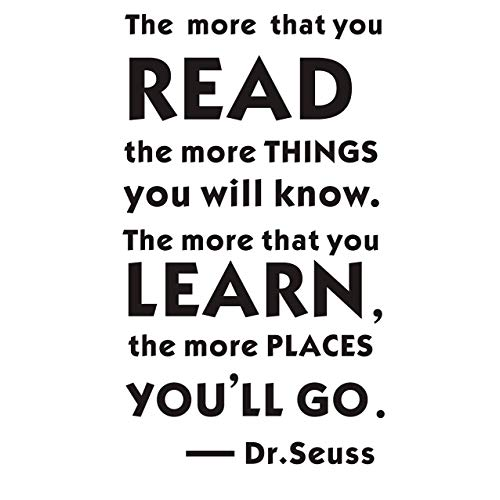 The more that you
READ
the more THINGS
you will know.
The more that you
LEARN,
the more PLACES
YOU'LL GO.
— Dr.Seuss